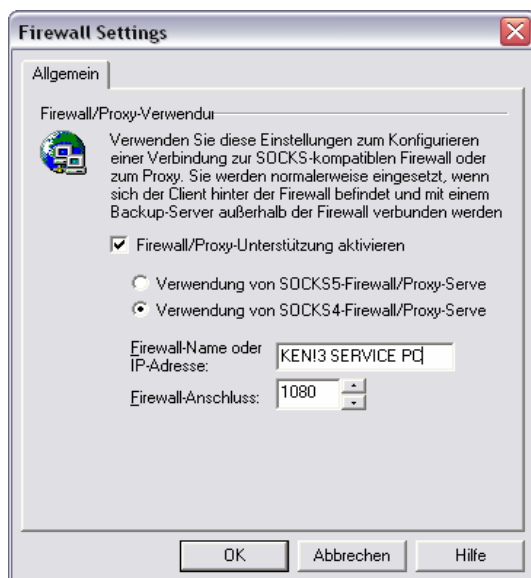 Firewall Settings
Allgemein
Firewall/Proxy-Verwendur
Verwenden Sie diese Einstellungen zum Konfigurieren
einer Verbindung zur SOCKS-kompatiblen Firewall oder
zum Proxy. Sie werden normalerweise eingesetzt, wenn
sich der Client hinter der Firewall befindet und mit einem
Backup-Server außerhalb der Firewall verbunden werden
Firewall/Proxy-Unterstützung aktivieren
Verwendung von SOCKS5-Firewall/Proxy-Serve
Verwendung von SOCKS4-Firewall/Proxy-Serve
Firewall-Name oder
IP-Adresse:
KEN!3 SERVICE PC
Firewall-Anschluss:
1080
OK
Abbrechen
Hilfe